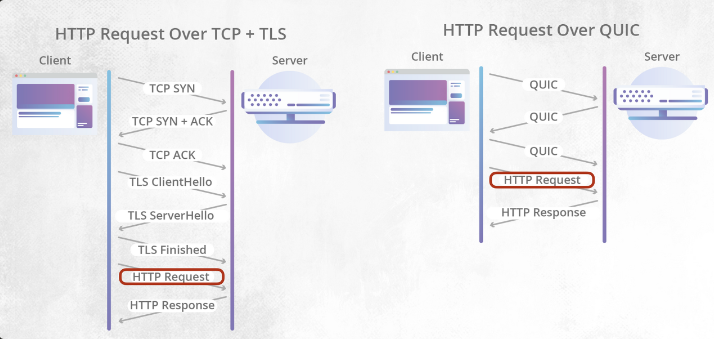 HTTP Request Over TCP + TLS
Client
Server
TCP SYN
TCP SYN + ACK
TCP ACK
TLS ClientHello
TLS ServerHello
TLS Finished
HTTP Request
HTTP Response
HTTP Request Over QUIC
Client
Server
QUIC
QUIC
QUIC
HTTP Request
HTTP Response